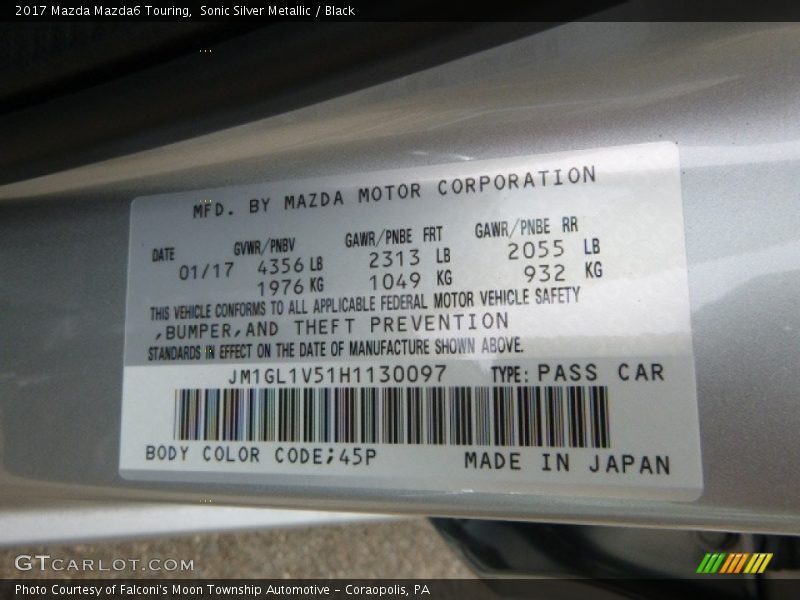 2017 Mazda Mazda6 Touring,  Sonic Silver Metallic / Black
MFD. BY MAZDA MOTOR CORPORATION
DATE GVWR/PNBV GAWR/PNBE FRT GAWR/PNBE RR
01/17 4356 LB 2313 LB 2055 LB
1976 KG 1049 KG 932 KG
THIS VEHICLE CONFORMS TO ALL APPLICABLE FEDERAL MOTOR VEHICLE SAFETY
,BUMPER,AND THEFT PREVENTION
STANDARDS IN EFFECT ON THE DATE OF MANUFACTURE SHOWN ABOVE.
JM1GL1V51H1130097 TYPE: PASS CAR
BODY COLOR CODE;45P MADE IN JAPAN
GTCARLOT.COM
Photo Courtesy of Falconi's Moon Township Automotive – Coraopolis, PA